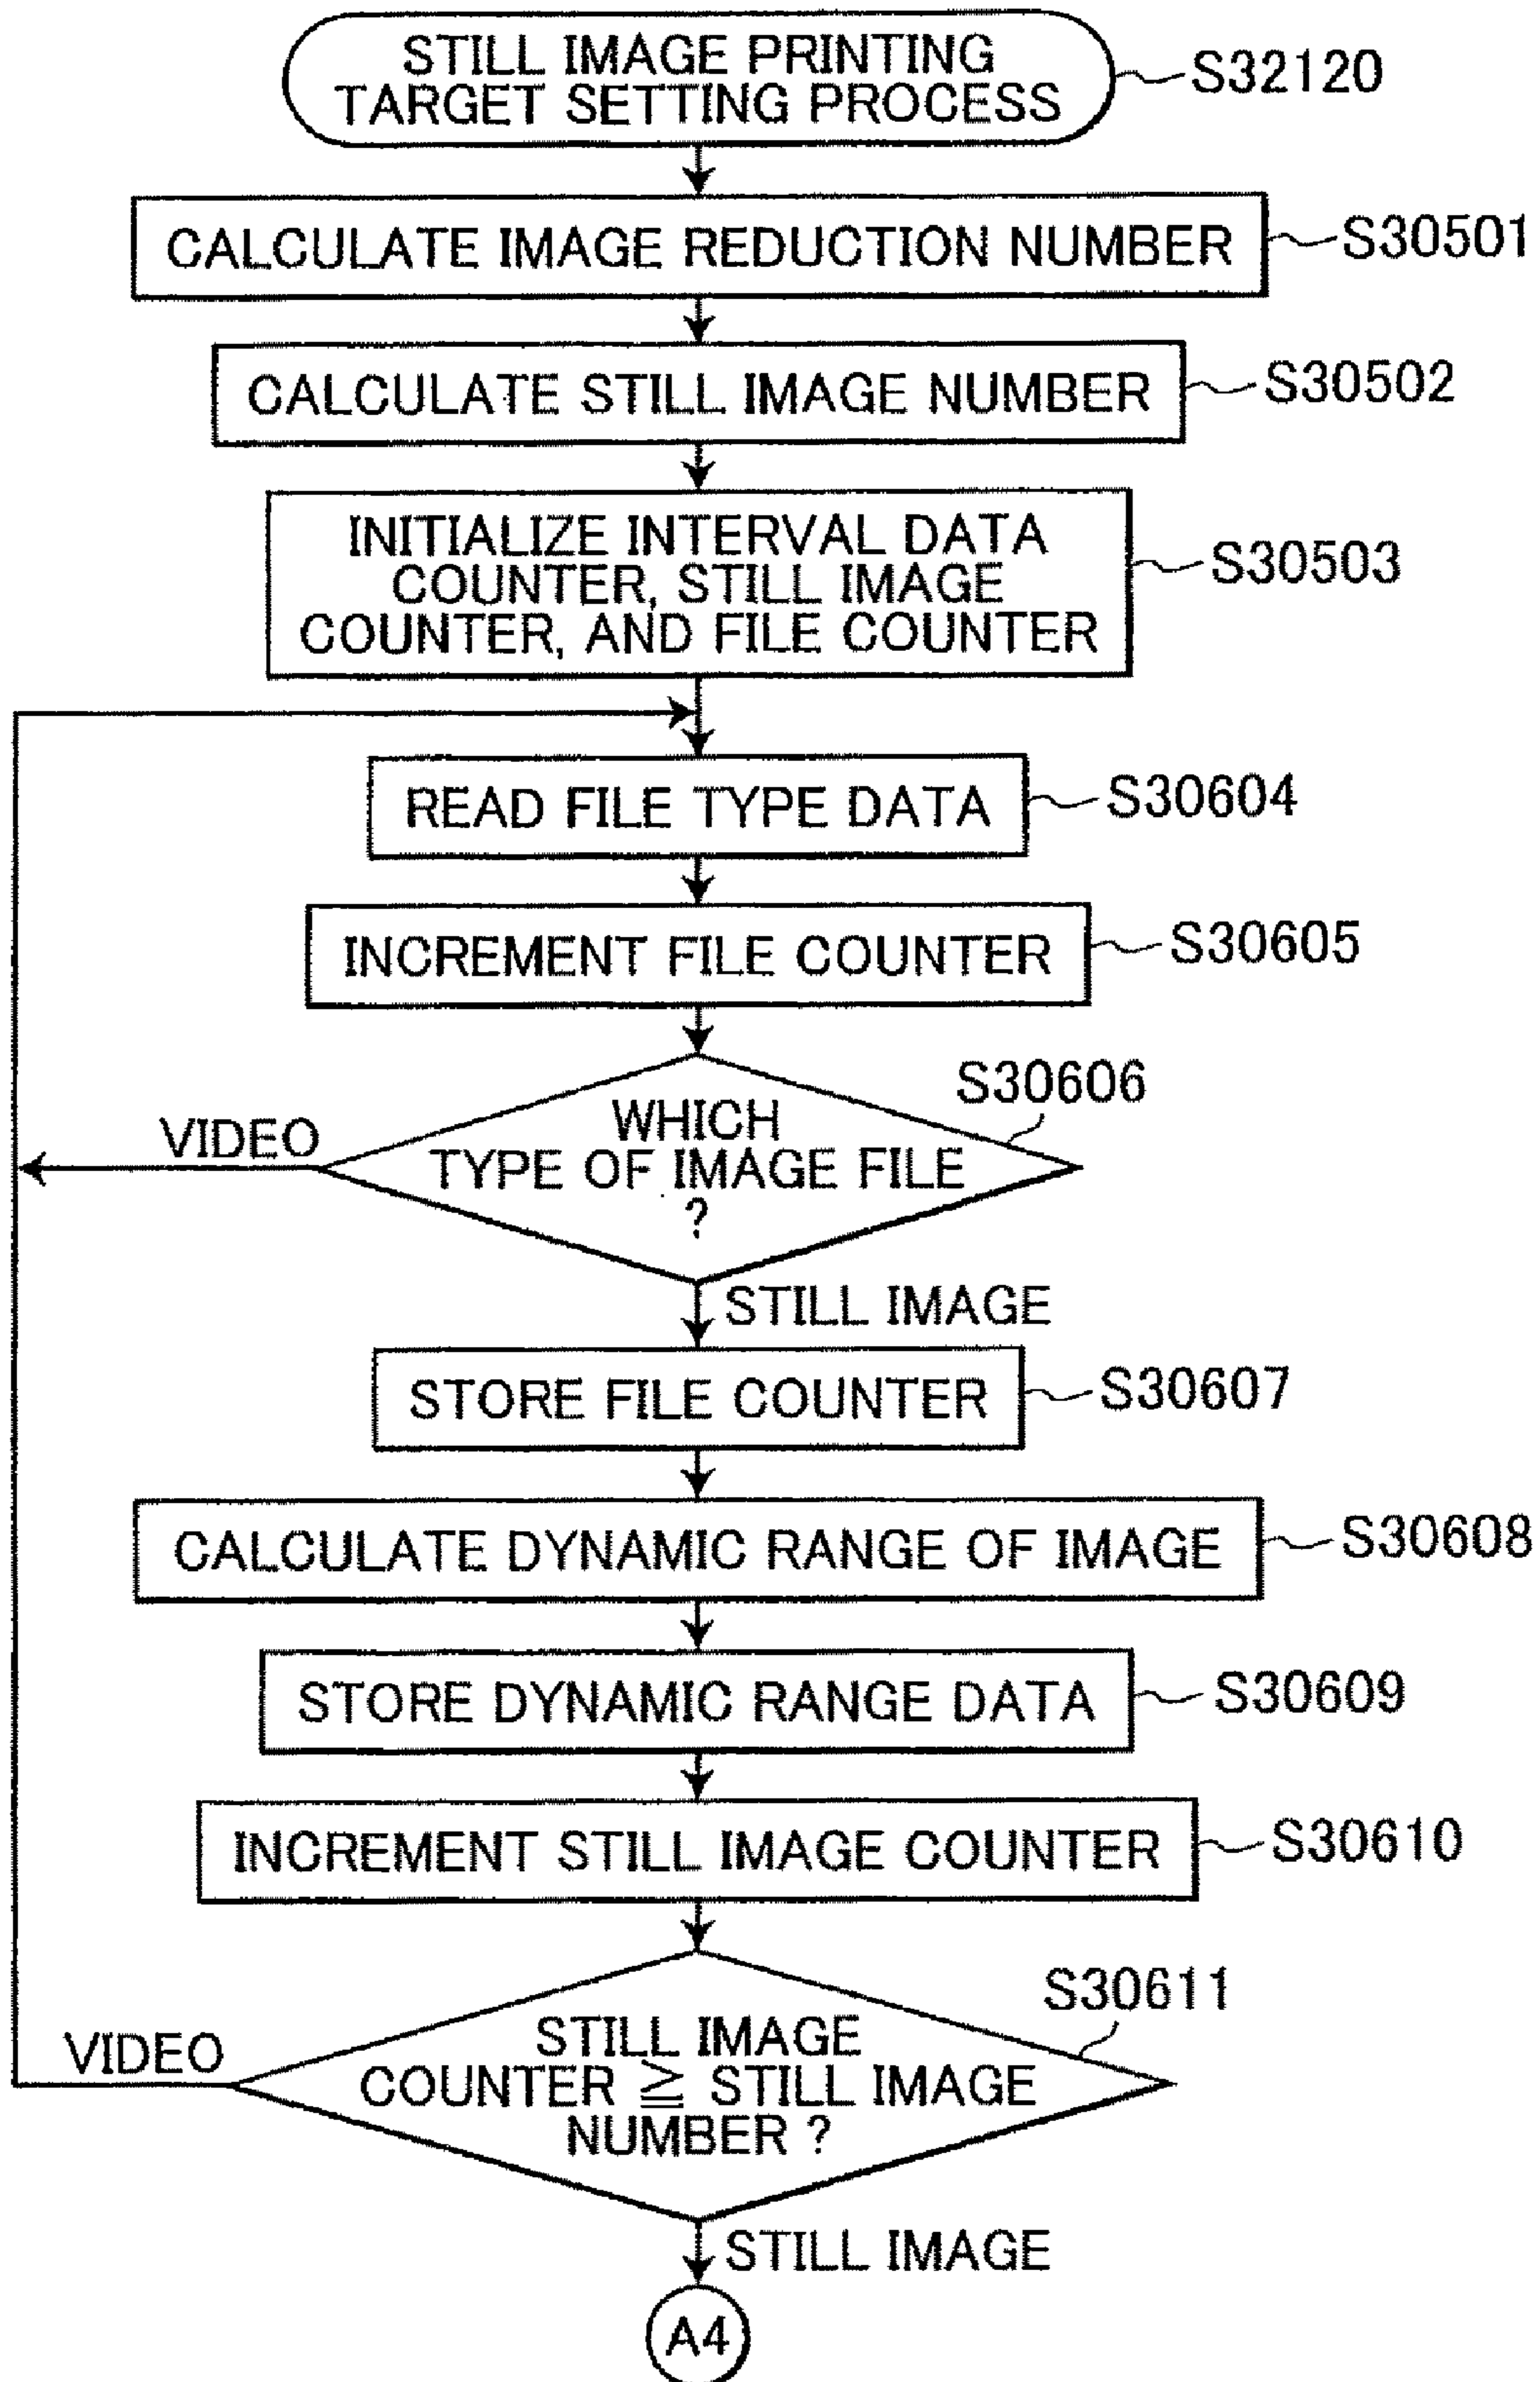 STILL IMAGE PRINTING
TARGET SETTING PROCESS
S32120
CALCULATE IMAGE REDUCTION NUMBER
S30501
CALCULATE STILL IMAGE NUMBER
S30502
INITIALIZE INTERVAL DATA
COUNTER, STILL IMAGE
COUNTER, AND FILE COUNTER
S30503
READ FILE TYPE DATA
S30604
INCREMENT FILE COUNTER
S30605
S30606
VIDEO
WHICH
TYPE OF IMAGE FILE
?
STILL IMAGE
STORE FILE COUNTER
S30607
CALCULATE DYNAMIC RANGE OF IMAGE
S30608
STORE DYNAMIC RANGE DATA
S30609
INCREMENT STILL IMAGE COUNTER
S30610
S30611
VIDEO
STILL IMAGE
COUNTER ≧ STILL IMAGE
NUMBER ?
STILL IMAGE
A4